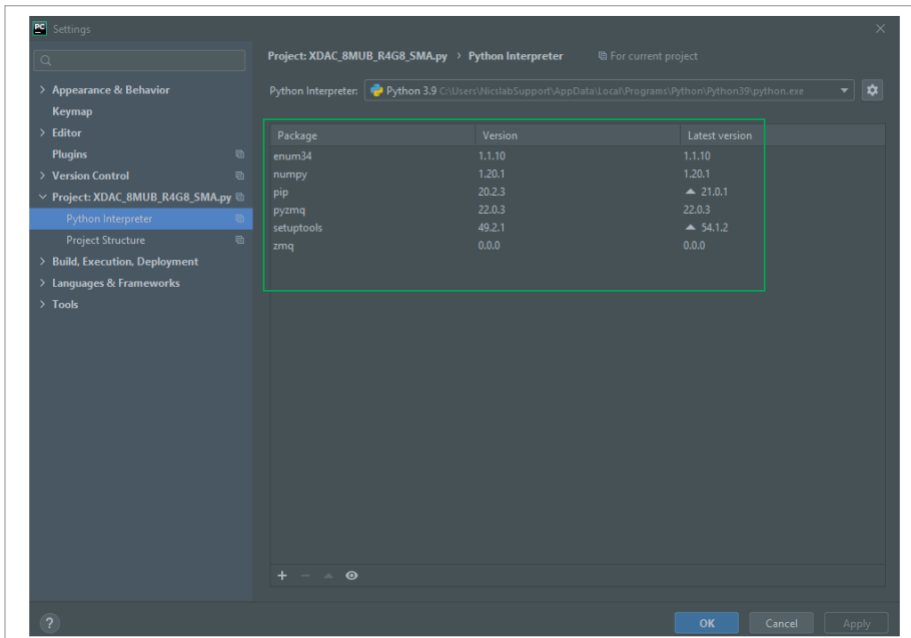 PC Settings
Project: XDAC_8MUB_R4G8_SMA.py > Python Interpreter For current project
Python Interpreter: Python 3.9 C:\Users\NicslabSupport\AppData\Local\Programs\Python\Python39\python.exe
> Appearance & Behavior
Keymap
> Editor
Plugins
> Version Control
Project: XDAC_8MUB_R4G8_SMA.py
Python Interpreter
Project Structure
> Build, Execution, Deployment
> Languages & Frameworks
> Tools
Package Version Latest version
enum34 1.1.10 1.1.10
numpy 1.20.1 1.20.1
pip 20.2.3 ▲ 21.0.1
pyzmq 22.0.3 22.0.3
setuptools 49.2.1 ▲ 54.1.2
zmq 0.0.0 0.0.0
? OK Cancel Apply